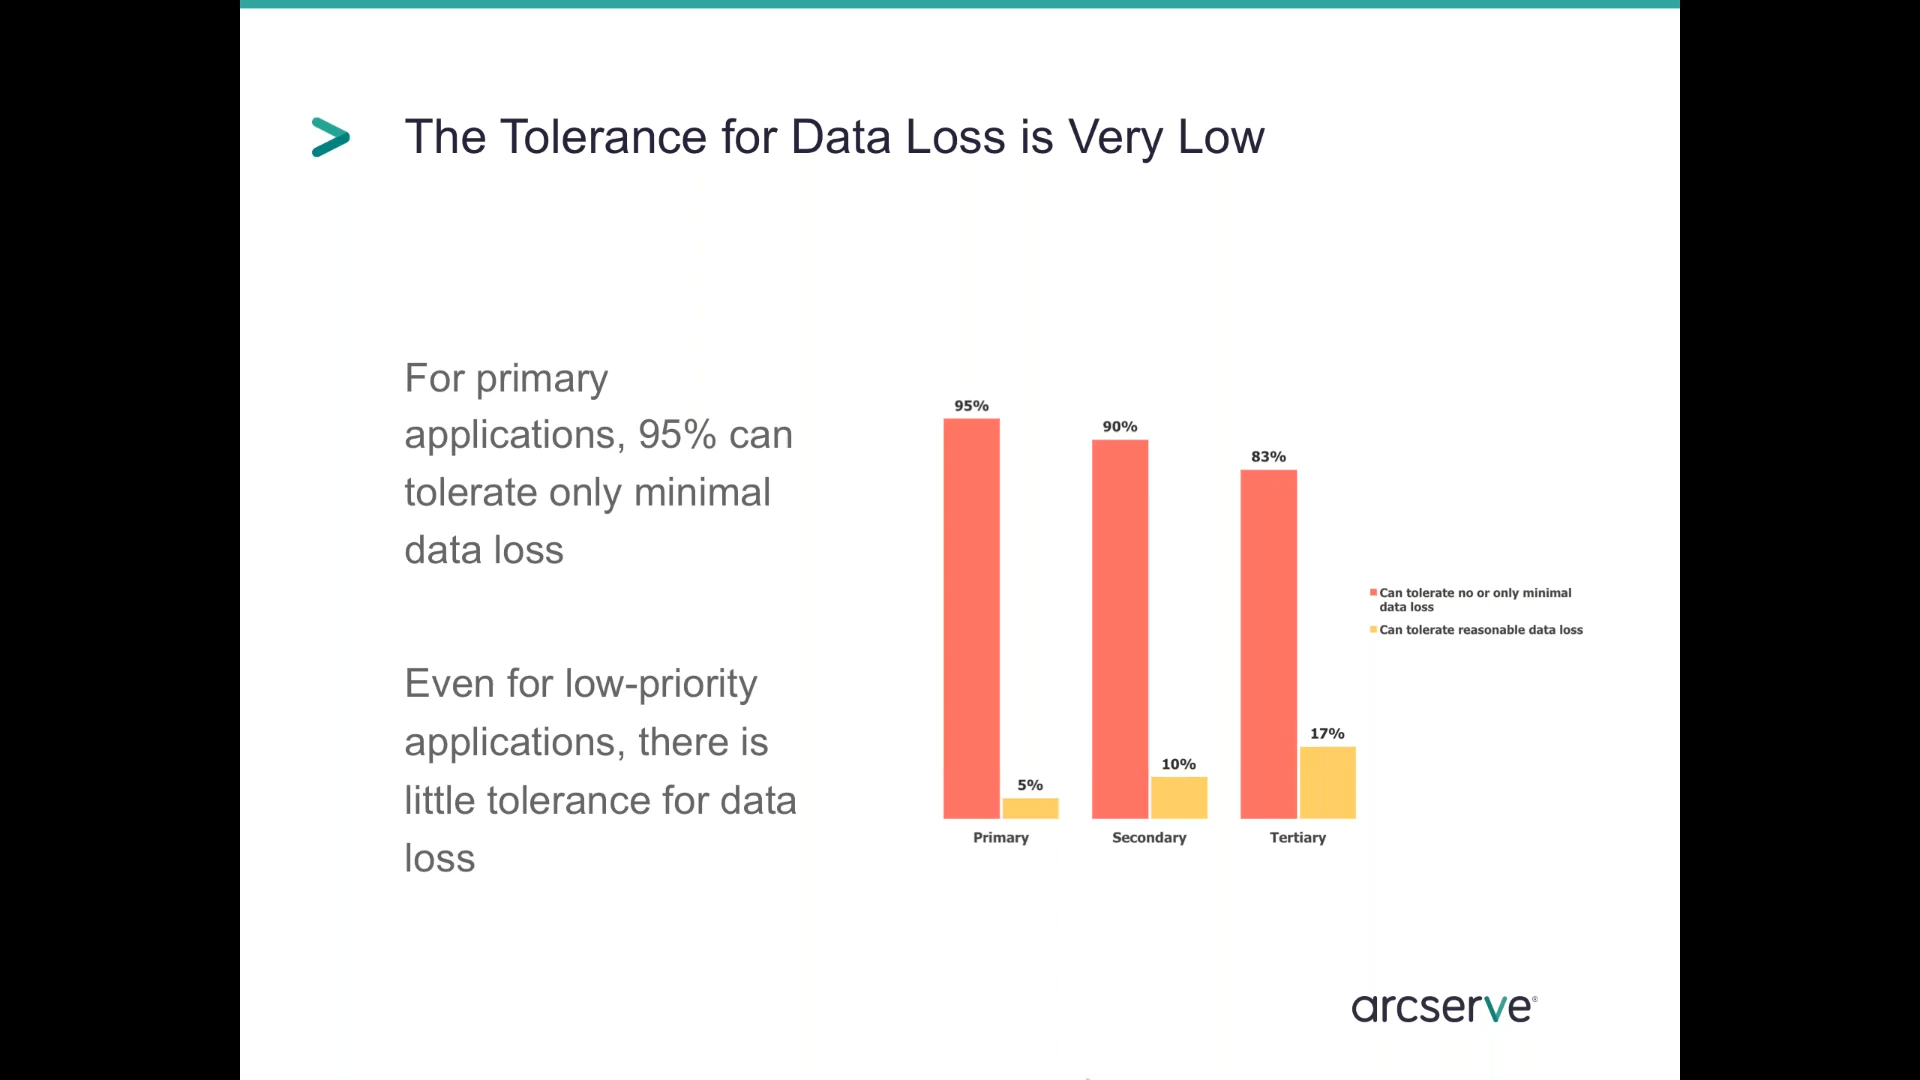 The Tolerance for Data Loss is Very Low
For primary
applications, 95% can
tolerate only minimal
data loss
Even for low-priority
applications, there is
little tolerance for data
loss
95%
90%
83%
5%
10%
17%
Primary
Secondary
Tertiary
Can tolerate no or only minimal
data loss
Can tolerate reasonable data loss
arcserve®